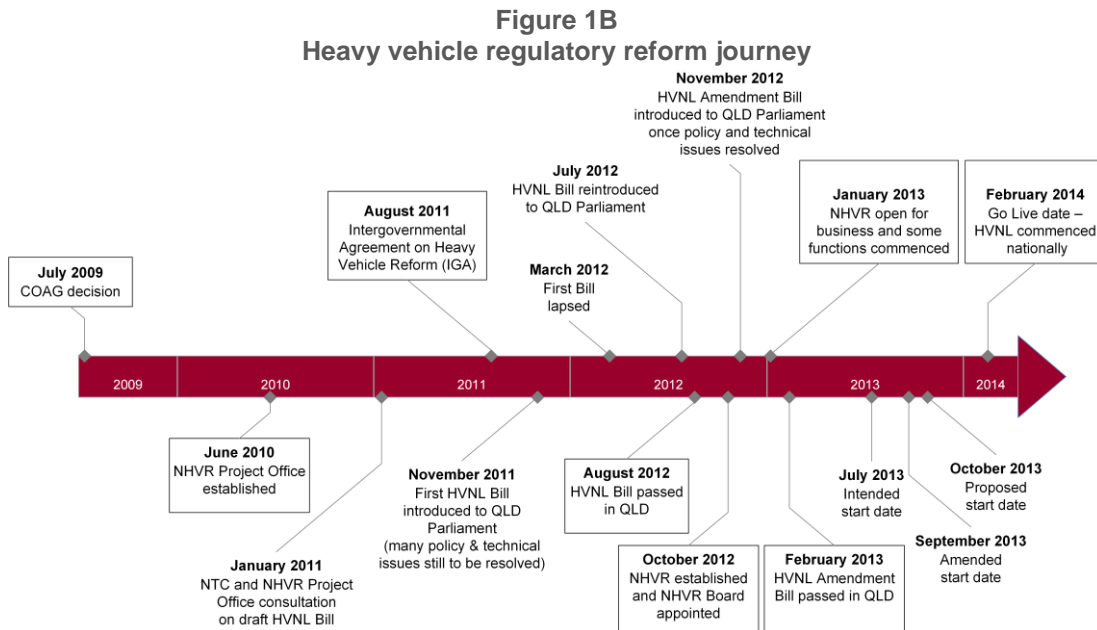 Figure 1B
Heavy vehicle regulatory reform journey
November 2012
HVNL Amendment Bill
introduced to QLD Parliament
once policy and technical
issues resolved
July 2012
HVNL Bill reintroduced
to QLD Parliament
January 2013
NHVR open for
business and some
functions commenced
February 2014
Go Live date –
HVNL commenced
nationally
August 2011
Intergovernmental
Agreement on Heavy
Vehicle Reform (IGA)
March 2012
First Bill
lapsed
July 2009
COAG decision
2009
2010
2011
2012
2013
2014
June 2010
NHVR Project Office
established
January 2011
NTC and NHVR Project
Office consultation
on draft HVNL Bill
November 2011
First HVNL Bill
introduced to QLD
Parliament
(many policy & technical
issues still to be resolved)
August 2012
HVNL Bill passed
in QLD
October 2012
NHVR established
and NHVR Board
appointed
February 2013
HVNL Amendment
Bill passed in QLD
July 2013
Intended
start date
September 2013
Amended
start date
October 2013
Proposed
start date